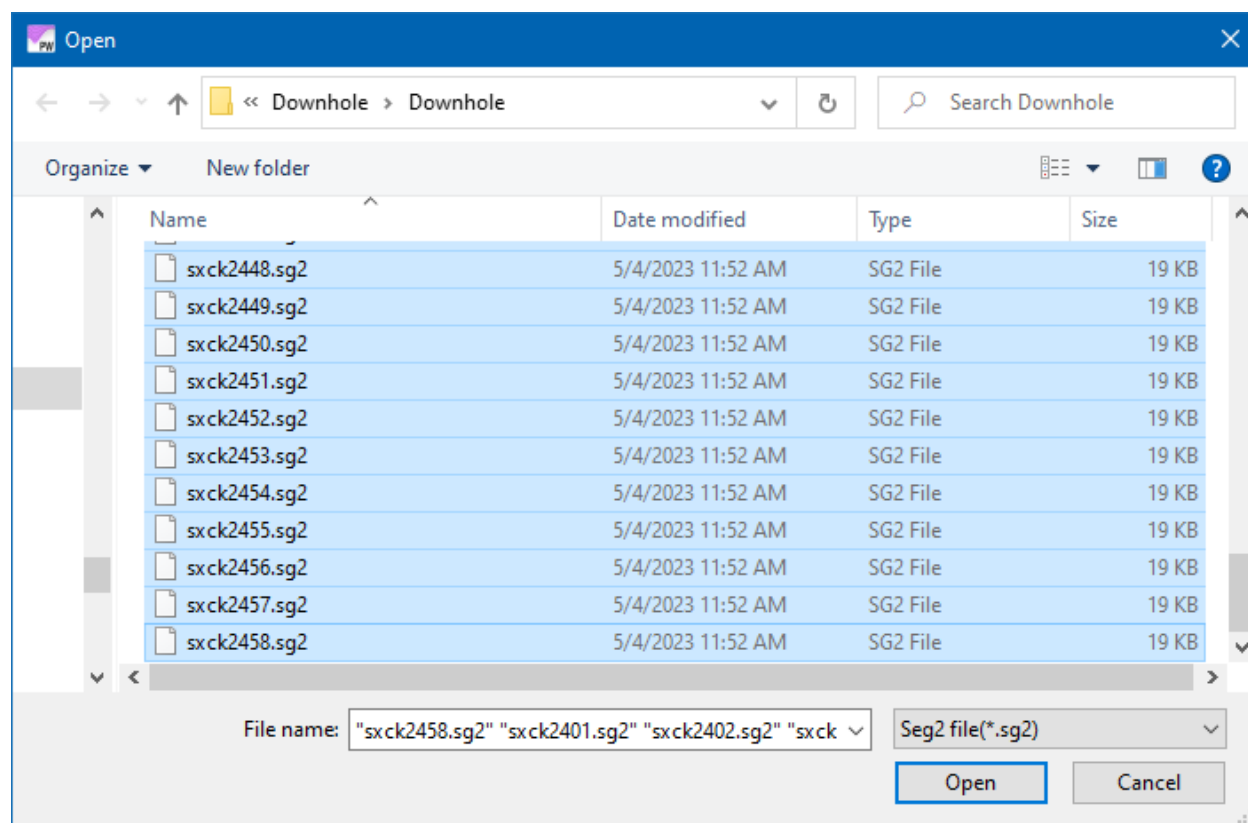 PW Open
« Downhole > Downhole Search Downhole
Organize New folder ?
Name Date modified Type Size
sxck2448.sg2 5/4/2023 11:52 AM SG2 File 19 KB
sxck2449.sg2 5/4/2023 11:52 AM SG2 File 19 KB
sxck2450.sg2 5/4/2023 11:52 AM SG2 File 19 KB
sxck2451.sg2 5/4/2023 11:52 AM SG2 File 19 KB
sxck2452.sg2 5/4/2023 11:52 AM SG2 File 19 KB
sxck2453.sg2 5/4/2023 11:52 AM SG2 File 19 KB
sxck2454.sg2 5/4/2023 11:52 AM SG2 File 19 KB
sxck2455.sg2 5/4/2023 11:52 AM SG2 File 19 KB
sxck2456.sg2 5/4/2023 11:52 AM SG2 File 19 KB
sxck2457.sg2 5/4/2023 11:52 AM SG2 File 19 KB
sxck2458.sg2 5/4/2023 11:52 AM SG2 File 19 KB
File name: "sxck2458.sg2" "sxck2401.sg2" "sxck2402.sg2" "sxck Seg2 file(*.sg2)
Open Cancel